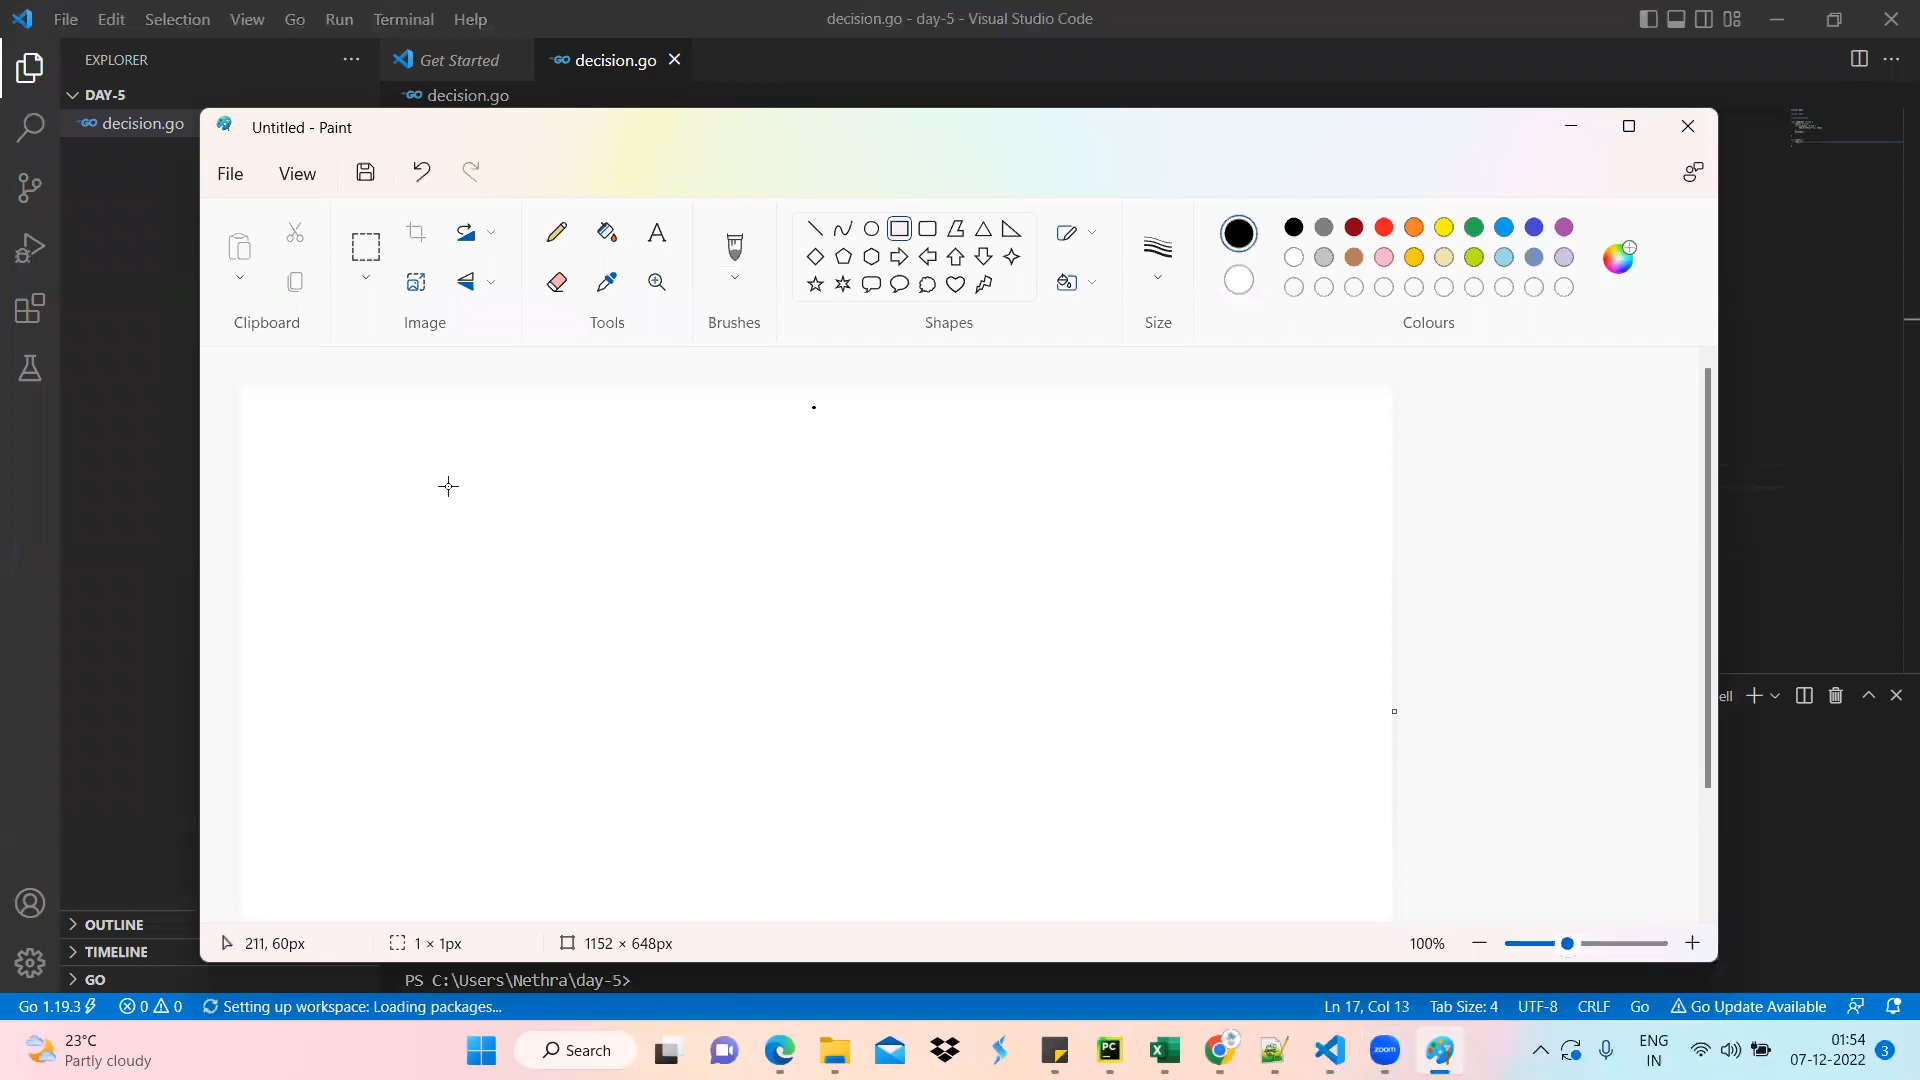 File Edit Selection View Go Run Terminal Help
decision.go - day-5 - Visual Studio Code
EXPLORER
Get Started
decision.go
DAY-5
decision.go
decision.go
Untitled - Paint
File View
Clipboard Image Tools Brushes Shapes Size Colours
211, 60px
1 × 1px
1152 × 648px
100%
ell
OUTLINE
TIMELINE
GO
PS C:\Users\Nethra\day-5>
Go 1.19.3 0 0 Setting up workspace: Loading packages...
Ln 17, Col 13 Tab Size: 4 UTF-8 CRLF Go Go Update Available
23°C
Partly cloudy
Search
PC
zoom
ENG
IN
01:54
07-12-2022
3